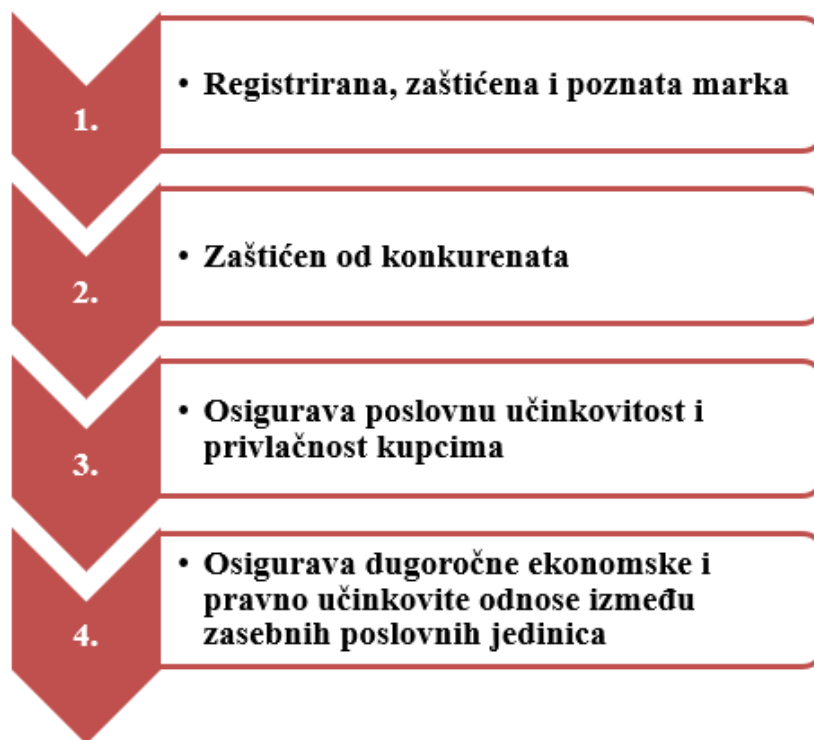 1.
• Registrirana, zaštićena i poznata marka
2.
• Zaštićen od konkurenata
3.
• Osigurava poslovnu učinkovitost i
privlačnost kupcima
4.
• Osigurava dugoročne ekonomske i
pravno učinkovite odnose između
zasebnih poslovnih jedinica